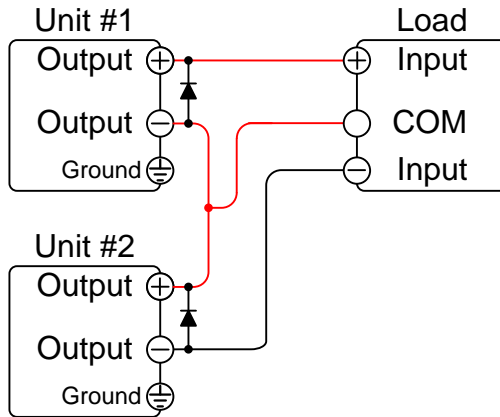 Unit #1
Output
Output
Ground
Load
Input
COM
Input
Unit #2
Output
Output
Ground